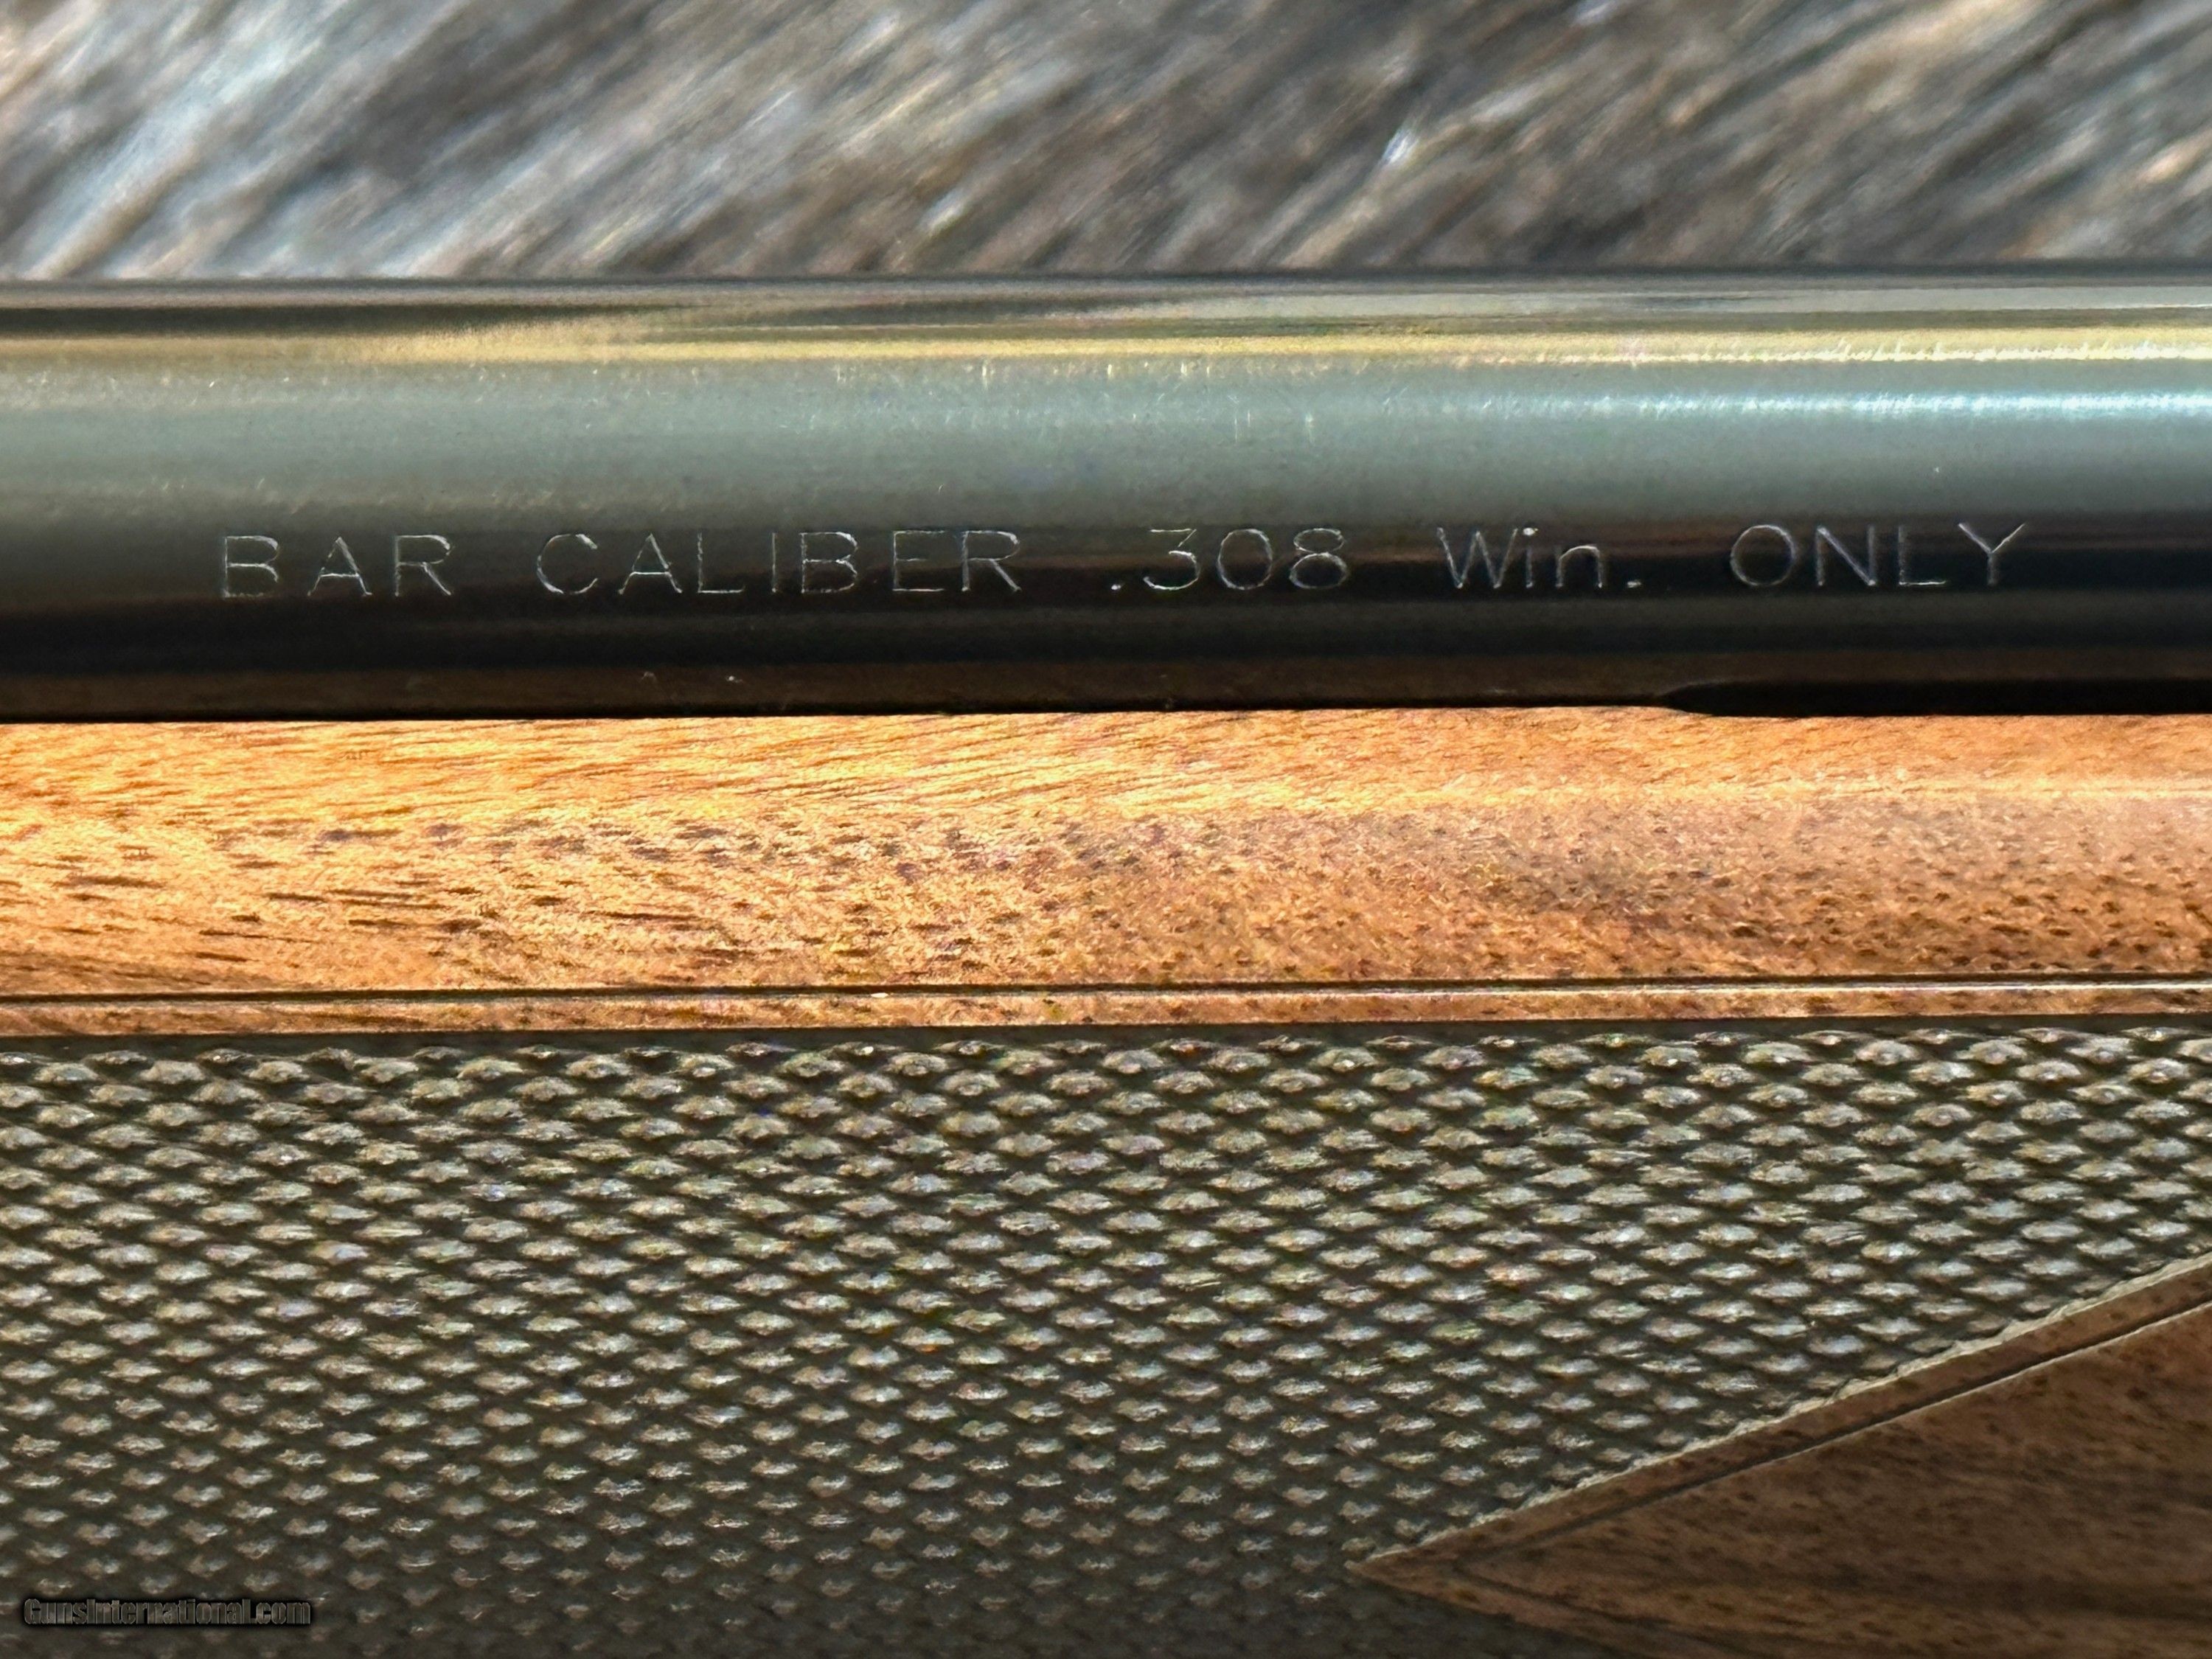 BAR CALIBER .308 Win. ONLY
GunsInternational.com